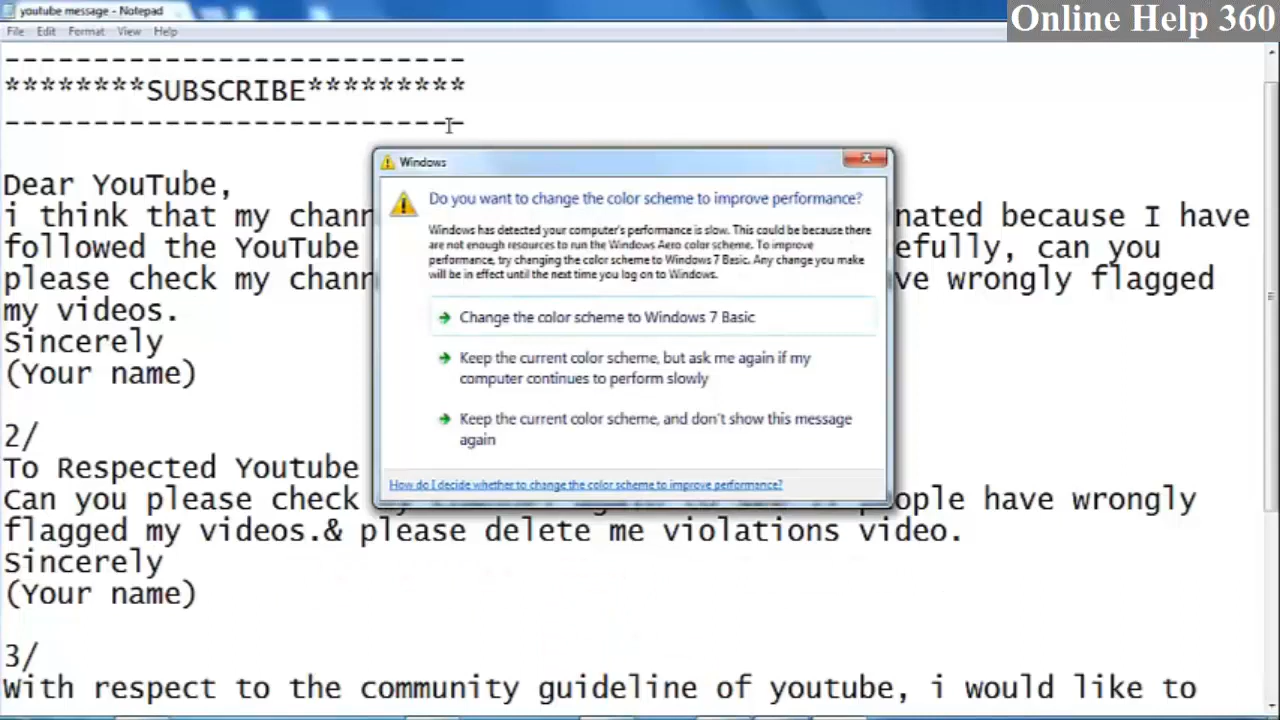 youtube message - Notepad
Online Help 360
File Edit Format View Help
--------------------------
********SUBSCRIBE*********
--------------------------
Dear YouTube,
i think that my chann nated because I have
followed the YouTube efully, can you
please check my chann ve wrongly flagged
my videos.
Sincerely
(Your name)
2/
To Respected Youtube
Can you please check people have wrongly
flagged my videos.& please delete me violations video.
Sincerely
(Your name)
3/
With respect to the community guideline of youtube, i would like to
Windows
Do you want to change the color scheme to improve performance?
Windows has detected your computer's performance is slow. This could be because there
are not enough resources to run the Windows Aero color scheme. To improve
performance, try changing the color scheme to Windows 7 Basic. Any change you make
will be in effect until the next time you log on to Windows.
Change the color scheme to Windows 7 Basic
Keep the current color scheme, but ask me again if my
computer continues to perform slowly
Keep the current color scheme, and don't show this message
again
How do I decide whether to change the color scheme to improve performance?